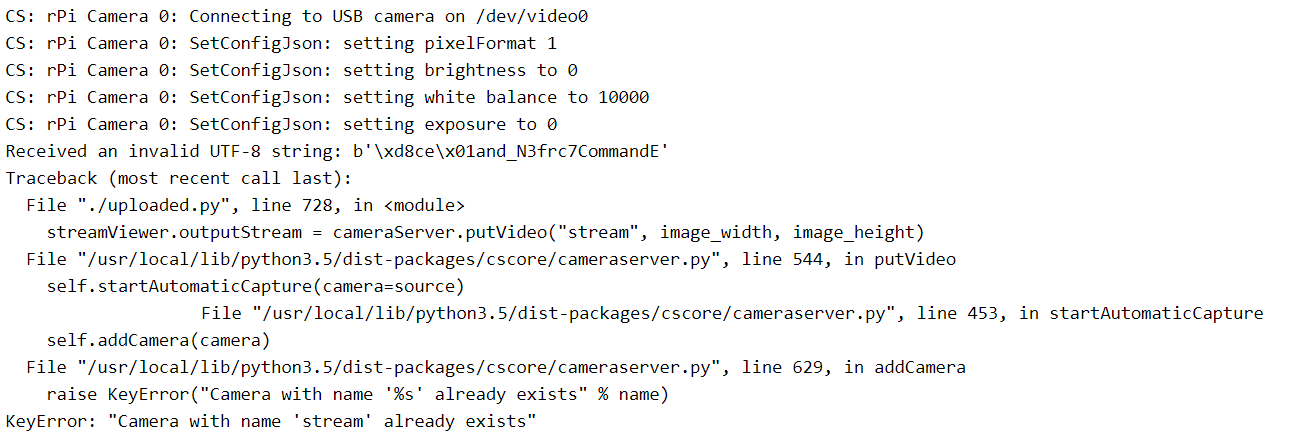 CS: rPi Camera 0: Connecting to USB camera on /dev/video0
CS: rPi Camera 0: SetConfigJson: setting pixelFormat 1
CS: rPi Camera 0: SetConfigJson: setting brightness to 0
CS: rPi Camera 0: SetConfigJson: setting white balance to 10000
CS: rPi Camera 0: SetConfigJson: setting exposure to 0
Received an invalid UTF-8 string: b'\xd8ce\x01and_N3frc7CommandE'
Traceback (most recent call last):
  File "./uploaded.py", line 728, in <module>
    streamViewer.outputStream = cameraServer.putVideo("stream", image_width, image_height)
  File "/usr/local/lib/python3.5/dist-packages/cscore/cameraserver.py", line 544, in putVideo
    self.startAutomaticCapture(camera=source)
                   File "/usr/local/lib/python3.5/dist-packages/cscore/cameraserver.py", line 453, in startAutomaticCapture
    self.addCamera(camera)
  File "/usr/local/lib/python3.5/dist-packages/cscore/cameraserver.py", line 629, in addCamera
    raise KeyError("Camera with name '%s' already exists" % name)
KeyError: "Camera with name 'stream' already exists"